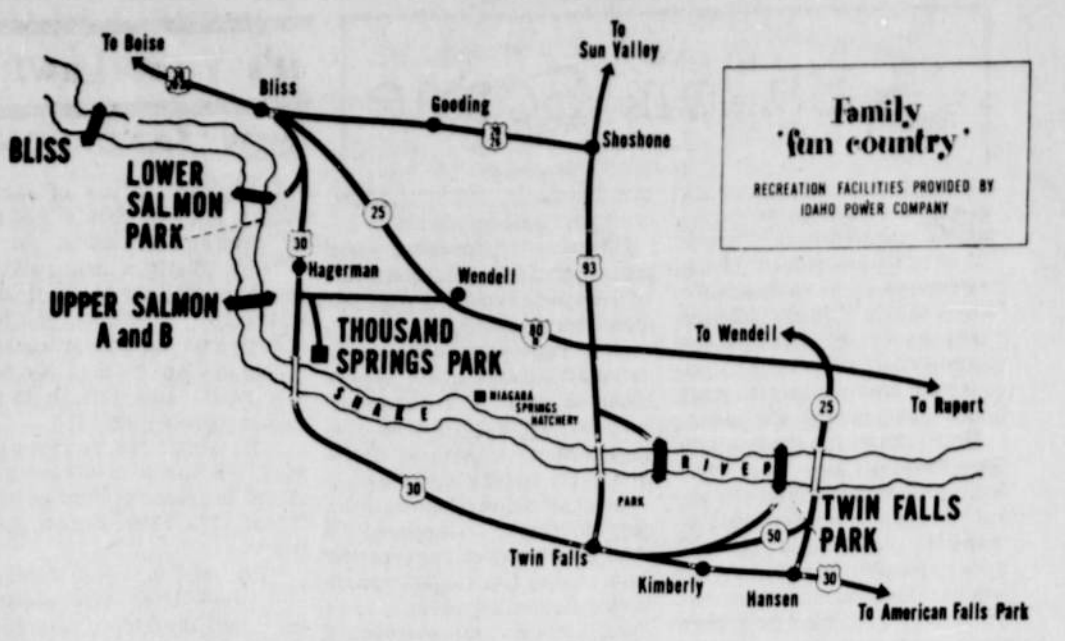 To Boise
Bliss
Gooding
To
Sun Valley
Shoshone
Family
'fun country'
RECREATION FACILITIES PROVIDED BY
IDAHO POWER COMPANY
BLISS
LOWER
SALMON
PARK
25
30
93
Hagerman
Wendell
UPPER SALMON
A and B
THOUSAND
SPRINGS PARK
80
N
To Wendell
To Rupert
25
SNAKE
NIAGARA
SPRINGS
HATCHERY
RIVER
30
PARK
TWIN FALLS
PARK
50
Twin Falls
Kimberly
Hansen
30
To American Falls Park